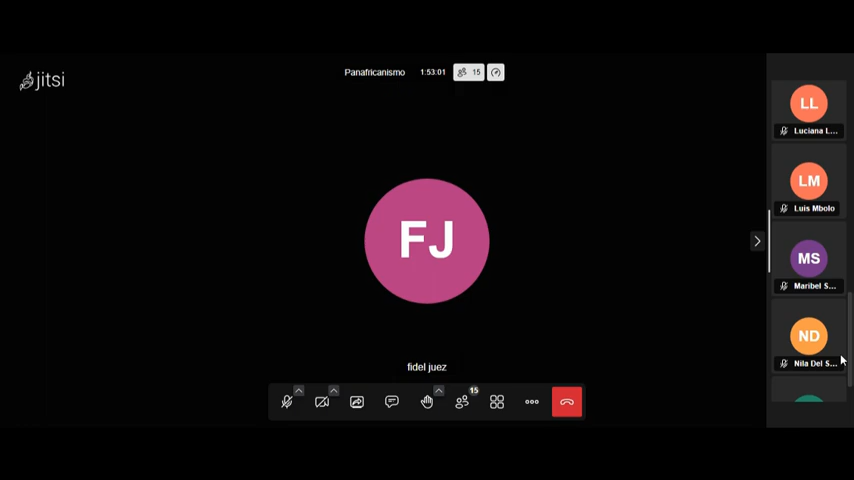 jitsi
Panafricanismo 1:53:01 15
LL
Luciana L...
LM
Luis Mbolo
FJ
MS
Maribel S...
ND
Nila Del S...
fidel juez
15